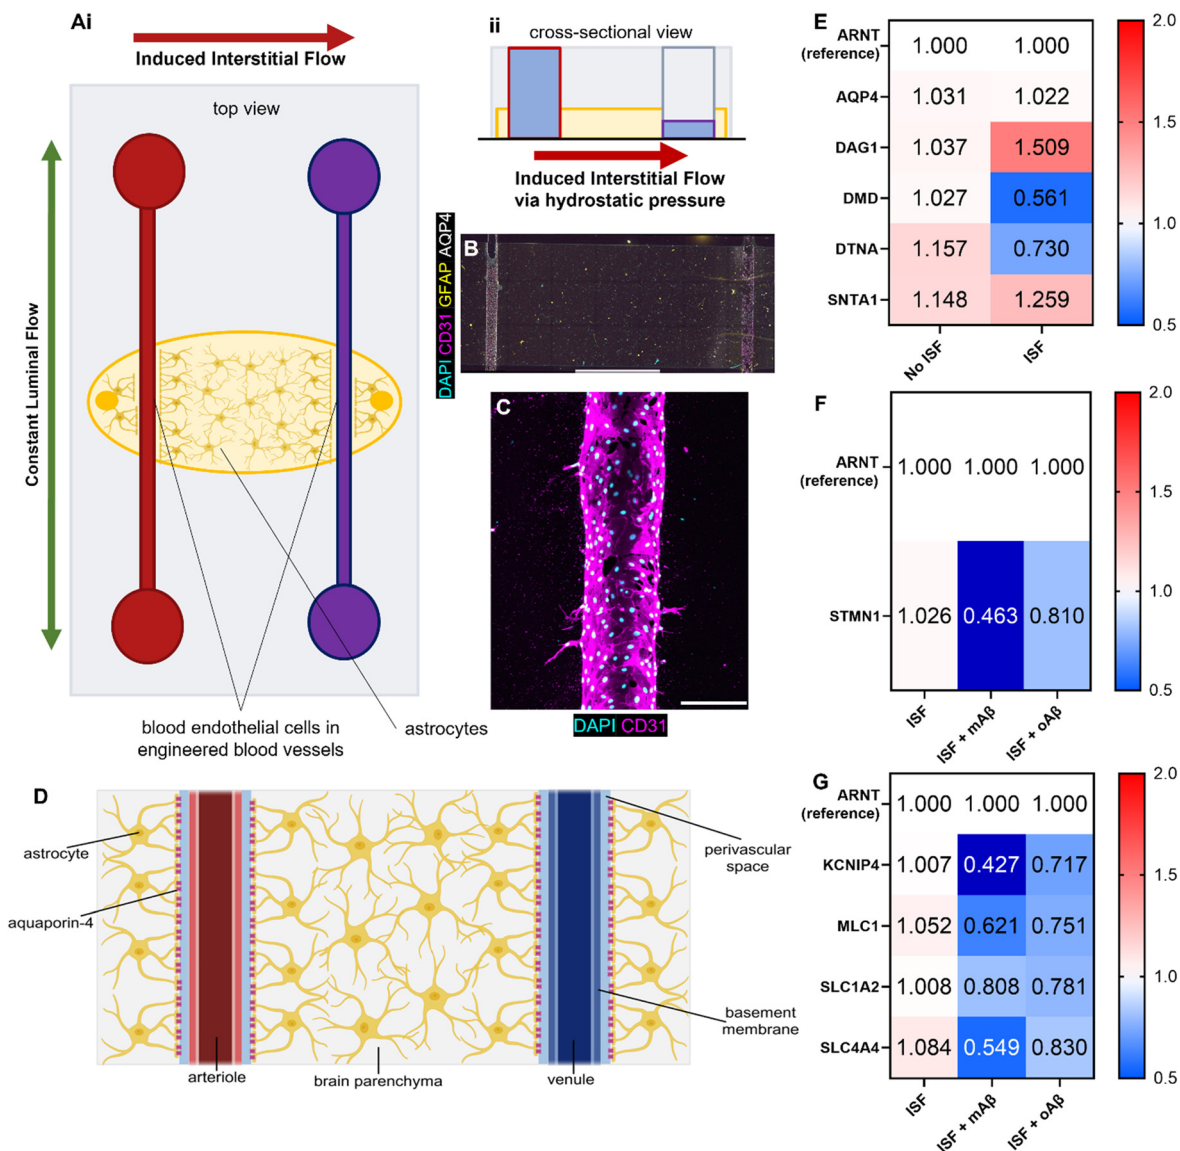 Ai
Induced Interstitial Flow
top view
Constant Luminal Flow
blood endothelial cells in
engineered blood vessels
astrocytes
ii
cross-sectional view
Induced Interstitial Flow
via hydrostatic pressure
B
DAPI CD31 GFAP AQP4
C
DAPI CD31
D
astrocyte
aquaporin-4
arteriole
brain parenchyma
venule
perivascular
space
basement
membrane
E
ARNT
(reference)
1.000 1.000
AQP4 1.031 1.022
DAG1 1.037 1.509
DMD 1.027 0.561
DTNA 1.157 0.730
SNTA1 1.148 1.259
No ISF ISF
2.0
1.5
1.0
0.5
F
ARNT
(reference)
1.000 1.000 1.000
STMN1 1.026 0.463 0.810
ISF ISF + mAβ ISF + oAβ
2.0
1.5
1.0
0.5
G
ARNT
(reference)
1.000 1.000 1.000
KCNIP4 1.007 0.427 0.717
MLC1 1.052 0.621 0.751
SLC1A2 1.008 0.808 0.781
SLC4A4 1.084 0.549 0.830
ISF ISF + mAβ ISF + oAβ
2.0
1.5
1.0
0.5